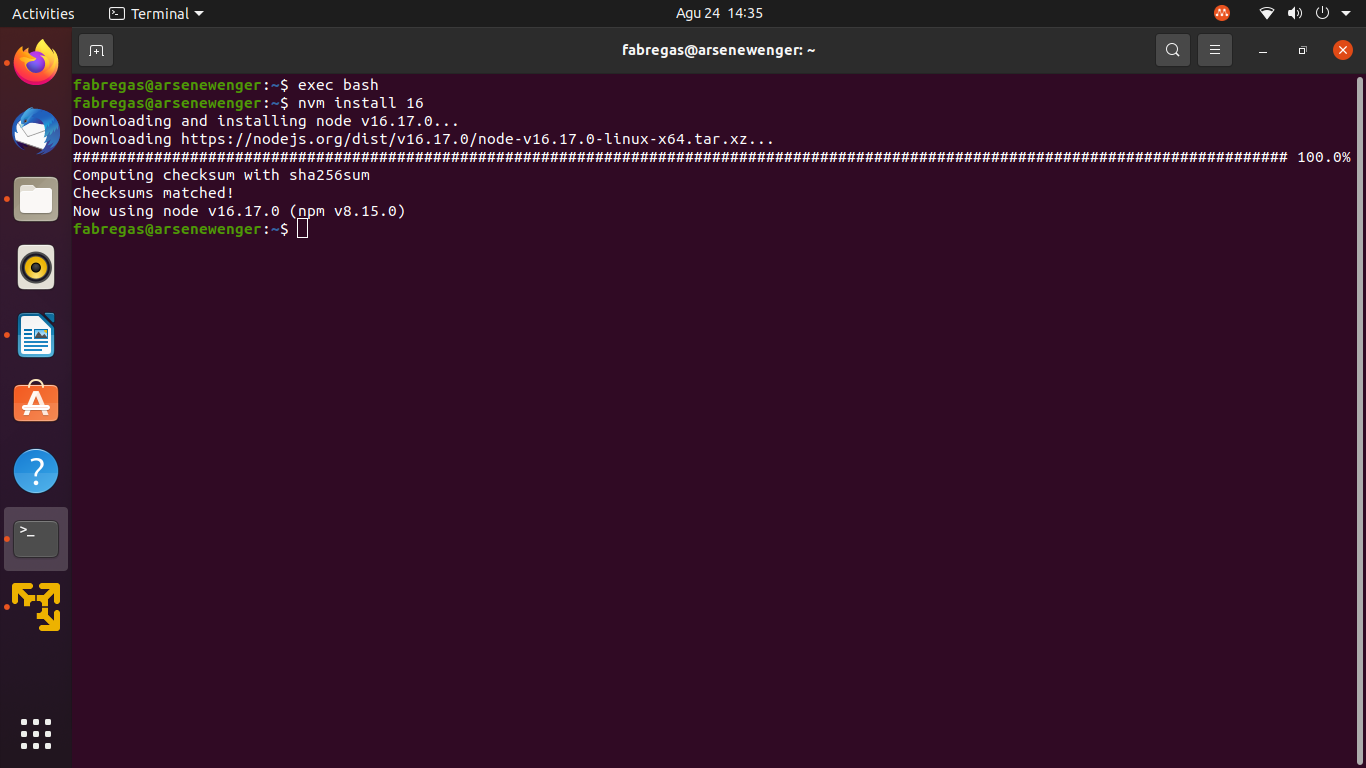 Activities
Terminal
Agu 24 14:35
fabregas@arsenewenger: ~
fabregas@arsenewenger:~$ exec bash
fabregas@arsenewenger:~$ nvm install 16
Downloading and installing node v16.17.0...
Downloading https://nodejs.org/dist/v16.17.0/node-v16.17.0-linux-x64.tar.xz...
####################################################################################################################################### 100.0%
Computing checksum with sha256sum
Checksums matched!
Now using node v16.17.0 (npm v8.15.0)
fabregas@arsenewenger:~$